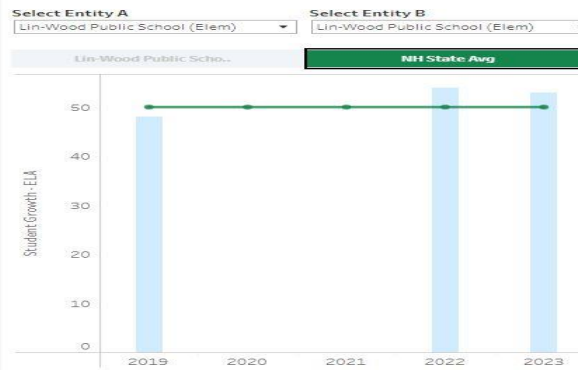 Select Entity A Select Entity B
Lin-Wood Public School (Elem) Lin-Wood Public School (Elem)
Lin-Wood Public Scho.. NH State Avg
Student Growth - ELA
50
40
30
20
10
0
2019 2020 2021 2022 2023